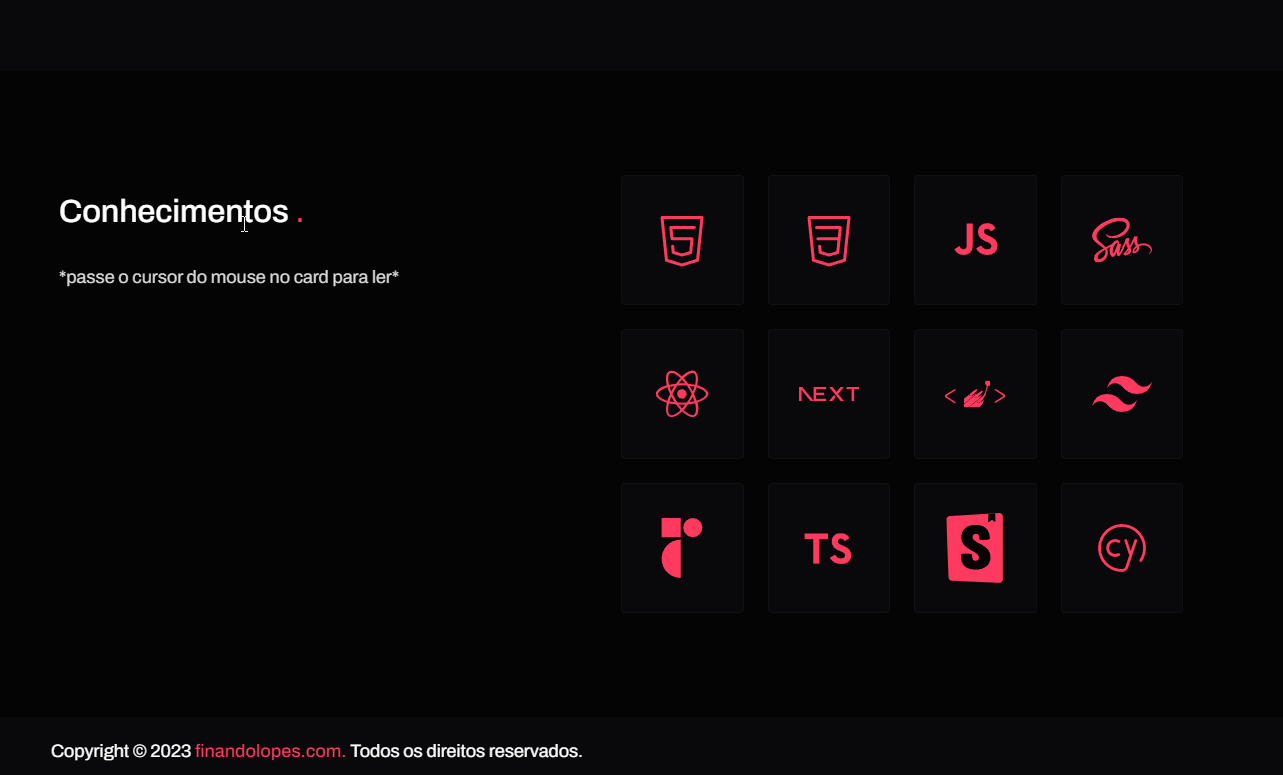 Conhecimentos .
*passe o cursor do mouse no card para ler*
5 3 JS Sass
NEXT < >
TS S cy
Copyright © 2023 finandolopes.com. Todos os direitos reservados.